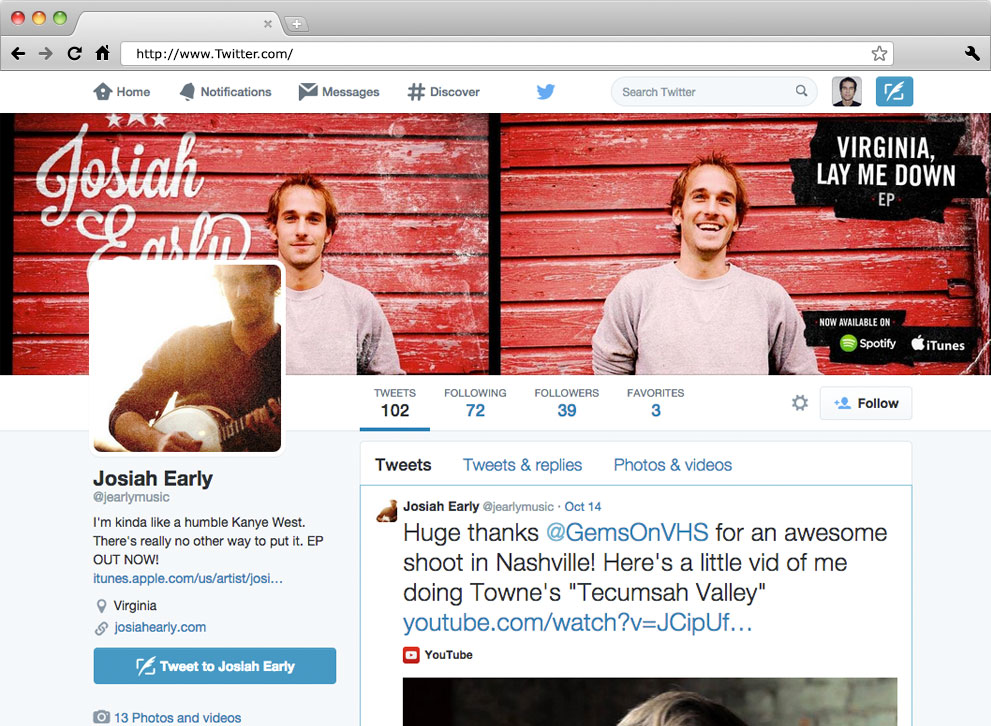 http://www.Twitter.com/
Home
Notifications
Messages
Discover
Search Twitter
Josiah
Early
VIRGINIA,
LAY ME DOWN
EP
NOW AVAILABLE ON
Spotify
iTunes
TWEETS
102
FOLLOWING
72
FOLLOWERS
39
FAVORITES
3
Follow
Josiah Early
@jearlymusic
I'm kinda like a humble Kanye West.
There's really no other way to put it. EP
OUT NOW!
itunes.apple.com/us/artist/josi…
Virginia
josiahearly.com
Tweet to Josiah Early
13 Photos and videos
Tweets
Tweets & replies
Photos & videos
Josiah Early @jearlymusic · Oct 14
Huge thanks @GemsOnVHS for an awesome
shoot in Nashville! Here's a little vid of me
doing Towne's "Tecumsah Valley"
youtube.com/watch?v=JCipUf…
YouTube